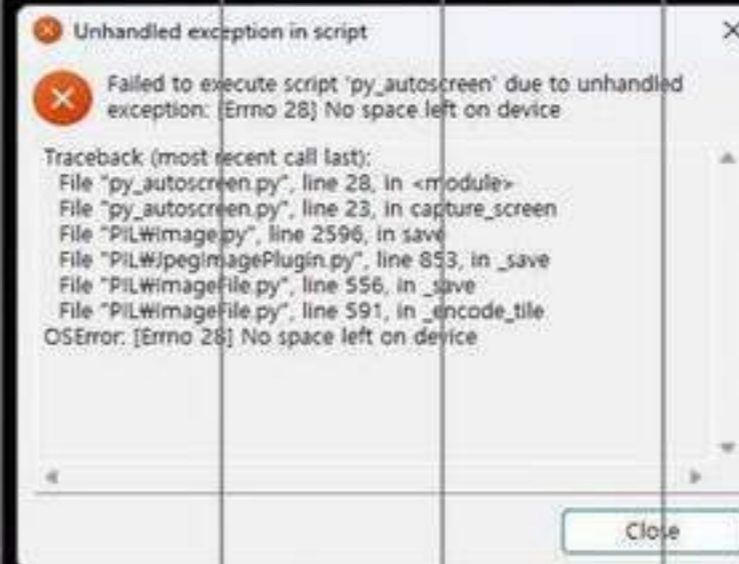 Unhandled exception in script
Failed to execute script 'py_autoscreen' due to unhandled
exception: [Errno 28] No space left on device
Traceback (most recent call last):
File "py_autoscreen.py", line 28, in <module>
File "py_autoscreen.py", line 23, in capture_screen
File "PIL₩Image.py", line 2596, in save
File "PIL₩JpegImagePlugin.py", line 853, in _save
File "PIL₩ImageFile.py", line 556, in _save
File "PIL₩ImageFile.py", line 591, in _encode_tile
OSError: [Errno 28] No space left on device
Close